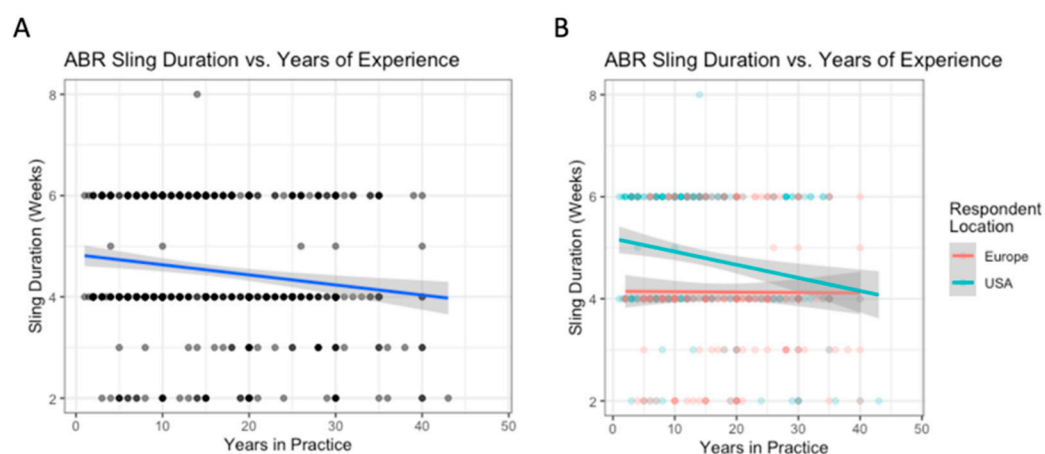 A
ABR Sling Duration vs. Years of Experience
Sling Duration (Weeks)
8
6
4
2
0 10 20 30 40 50
Years in Practice
B
ABR Sling Duration vs. Years of Experience
Sling Duration (Weeks)
8
6
4
2
0 10 20 30 40 50
Years in Practice
Respondent
Location
Europe
USA